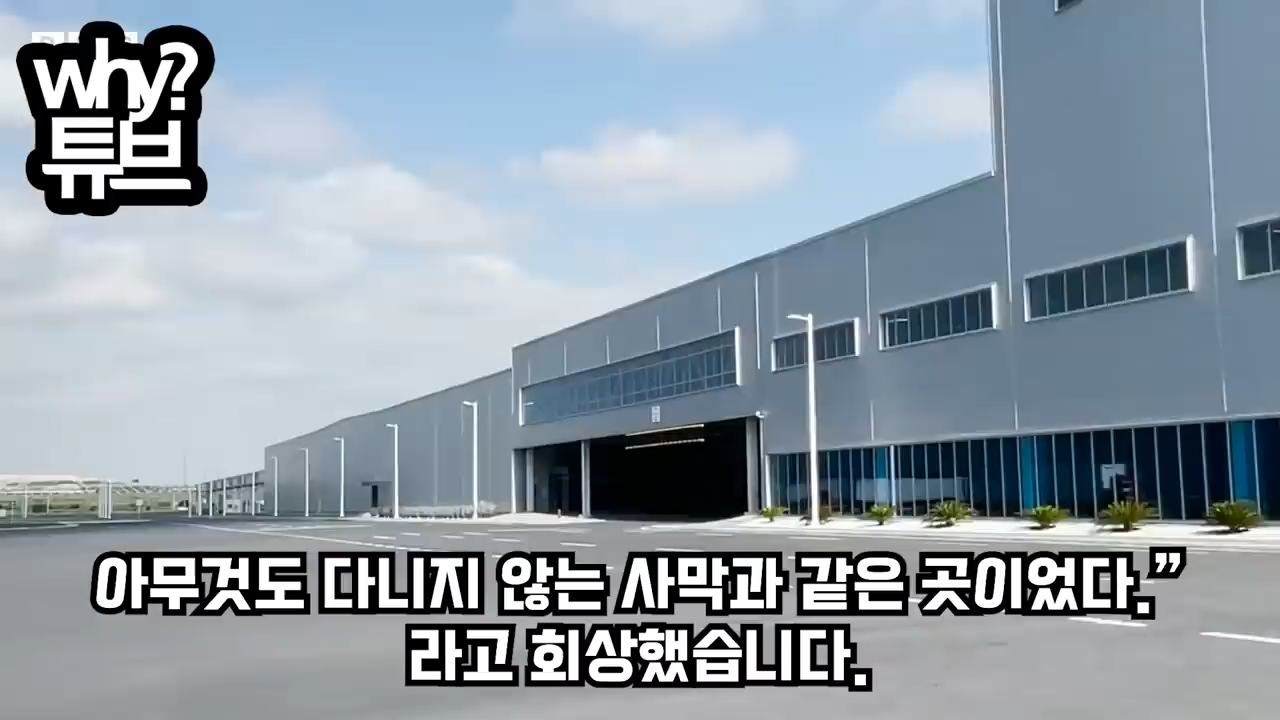 why?
튜브
아무것도 다니지 않는 사막과 같은 곳이었다.”
라고 회상했습니다.